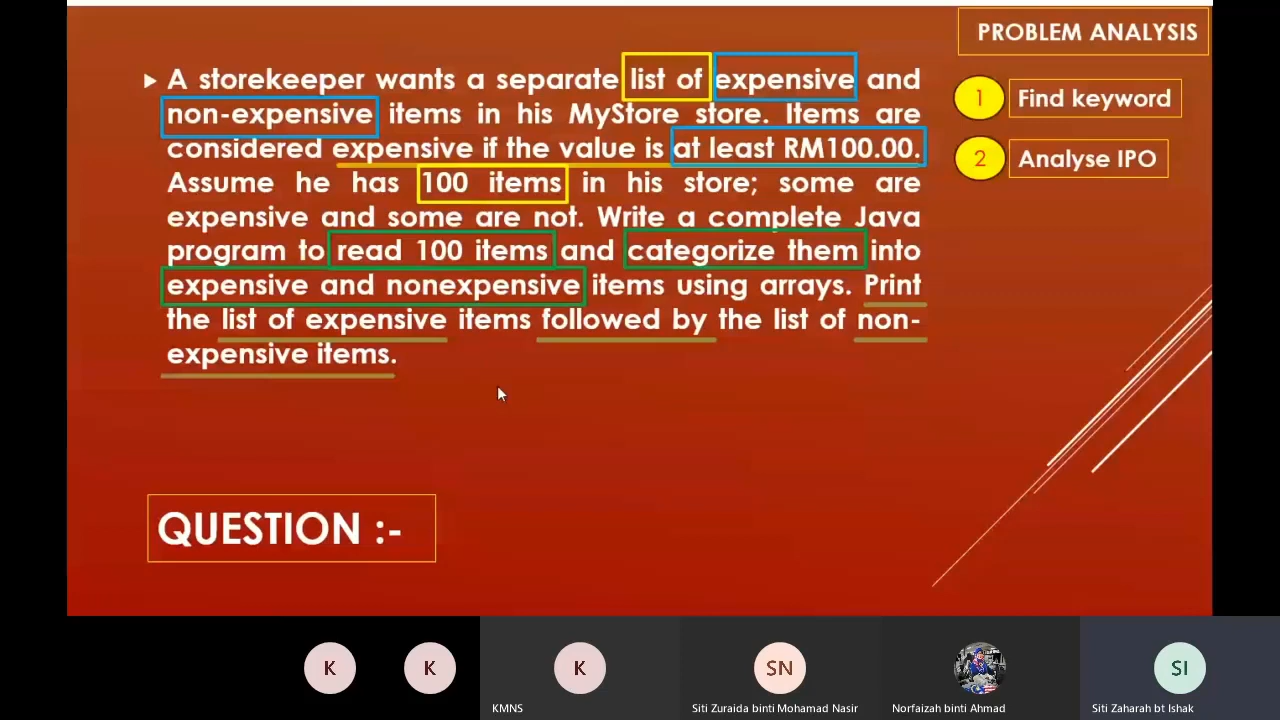 PROBLEM ANALYSIS
A storekeeper wants a separate list of expensive and
non-expensive items in his MyStore store. Items are
considered expensive if the value is at least RM100.00.
Assume he has 100 items in his store; some are
expensive and some are not. Write a complete Java
program to read 100 items and categorize them into
expensive and nonexpensive items using arrays. Print
the list of expensive items followed by the list of non-
expensive items.
1 Find keyword
2 Analyse IPO
QUESTION :-
K
K
K
KMNS
SN
Siti Zuraida binti Mohamad Nasir
Norfaizah binti Ahmad
SI
Siti Zaharah bt Ishak